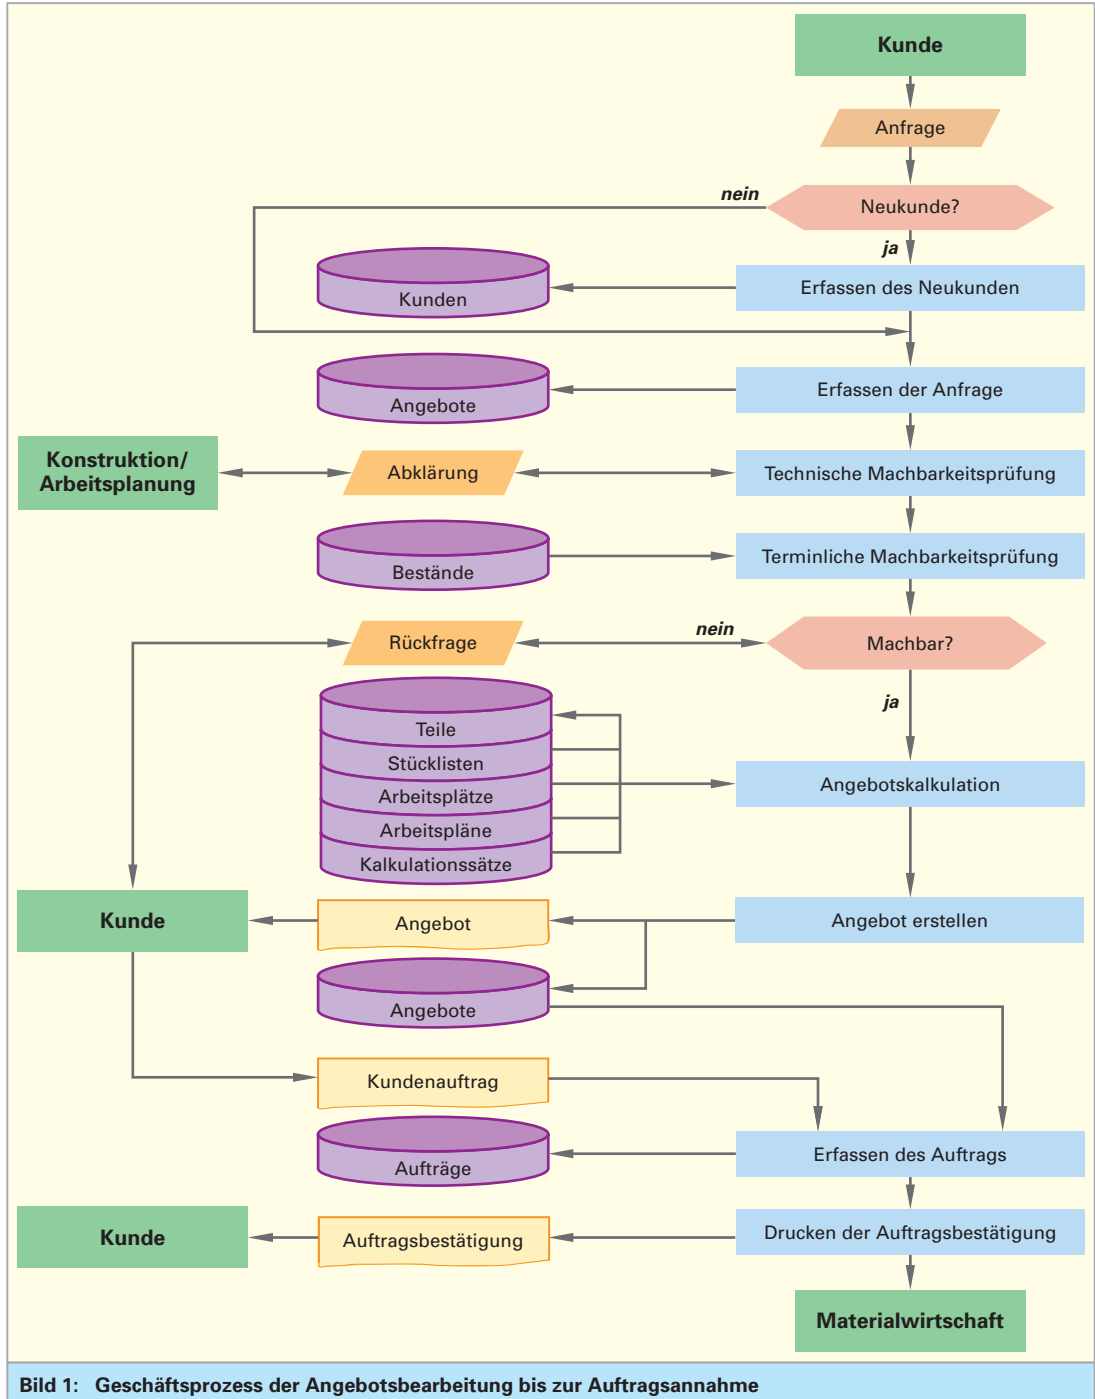 Kunde
Anfrage
nein
Neukunde?
ja
Kunden
Erfassen des Neukunden
Angebote
Erfassen der Anfrage
Konstruktion/
Arbeitsplanung
Abklärung
Technische Machbarkeitsprüfung
Bestände
Terminliche Machbarkeitsprüfung
Rückfrage
nein
Machbar?
ja
Teile
Stücklisten
Arbeitsplätze
Arbeitspläne
Kalkulationssätze
Angebotskalkulation
Kunde
Angebot
Angebot erstellen
Angebote
Kundenauftrag
Aufträge
Erfassen des Auftrags
Kunde
Auftragsbestätigung
Drucken der Auftragsbestätigung
Materialwirtschaft
Bild 1: Geschäftsprozess der Angebotsbearbeitung bis zur Auftragsannahme